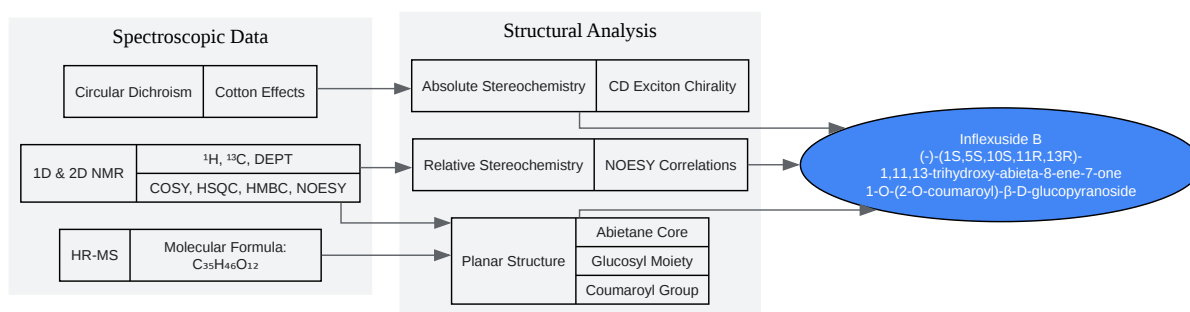 Spectroscopic Data
Circular Dichroism
Cotton Effects
1D & 2D NMR
¹H, ¹³C, DEPT
COSY, HSQC, HMBC, NOESY
HR-MS
Molecular Formula:
C₃₅H₄₆O₁₂
Structural Analysis
Absolute Stereochemistry
CD Exciton Chirality
Relative Stereochemistry
NOESY Correlations
Planar Structure
Abietane Core
Glucosyl Moiety
Coumaroyl Group
Inflexuside B
(-)-(1S,5S,10S,11R,13R)-
1,11,13-trihydroxy-abieta-8-ene-7-one
1-O-(2-O-coumaroyl)-β-D-glucopyranoside